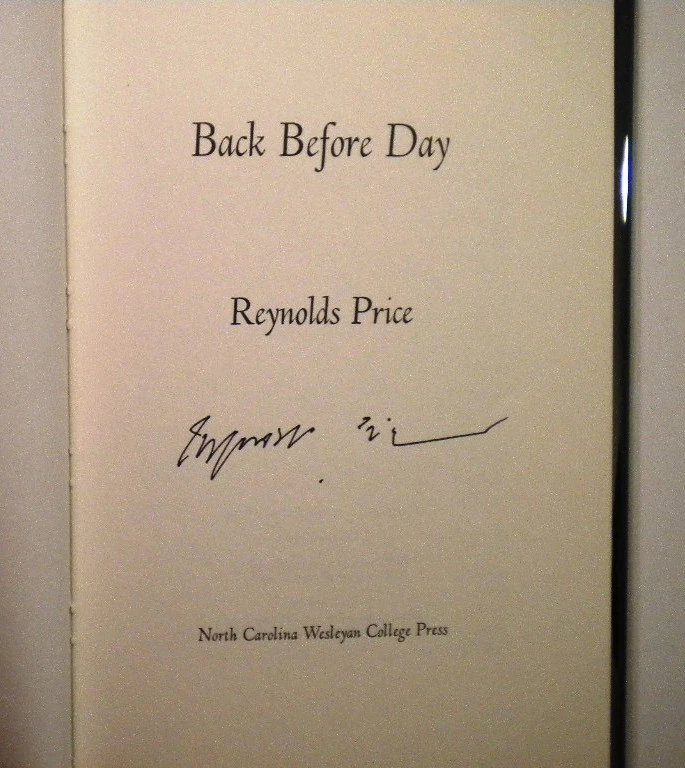 Back Before Day
Reynolds Price
North Carolina Wesleyan College Press